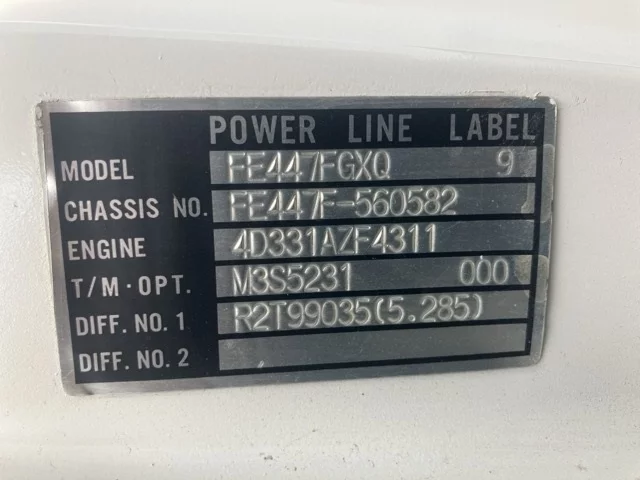 POWER LINE LABEL
MODEL FE447FGXQ 9
CHASSIS NO. FE447F-560582
ENGINE 4D331AZF4311
T/M·OPT. M3S5231 000
DIFF. NO. 1 R2T99035(5.285)
DIFF. NO. 2